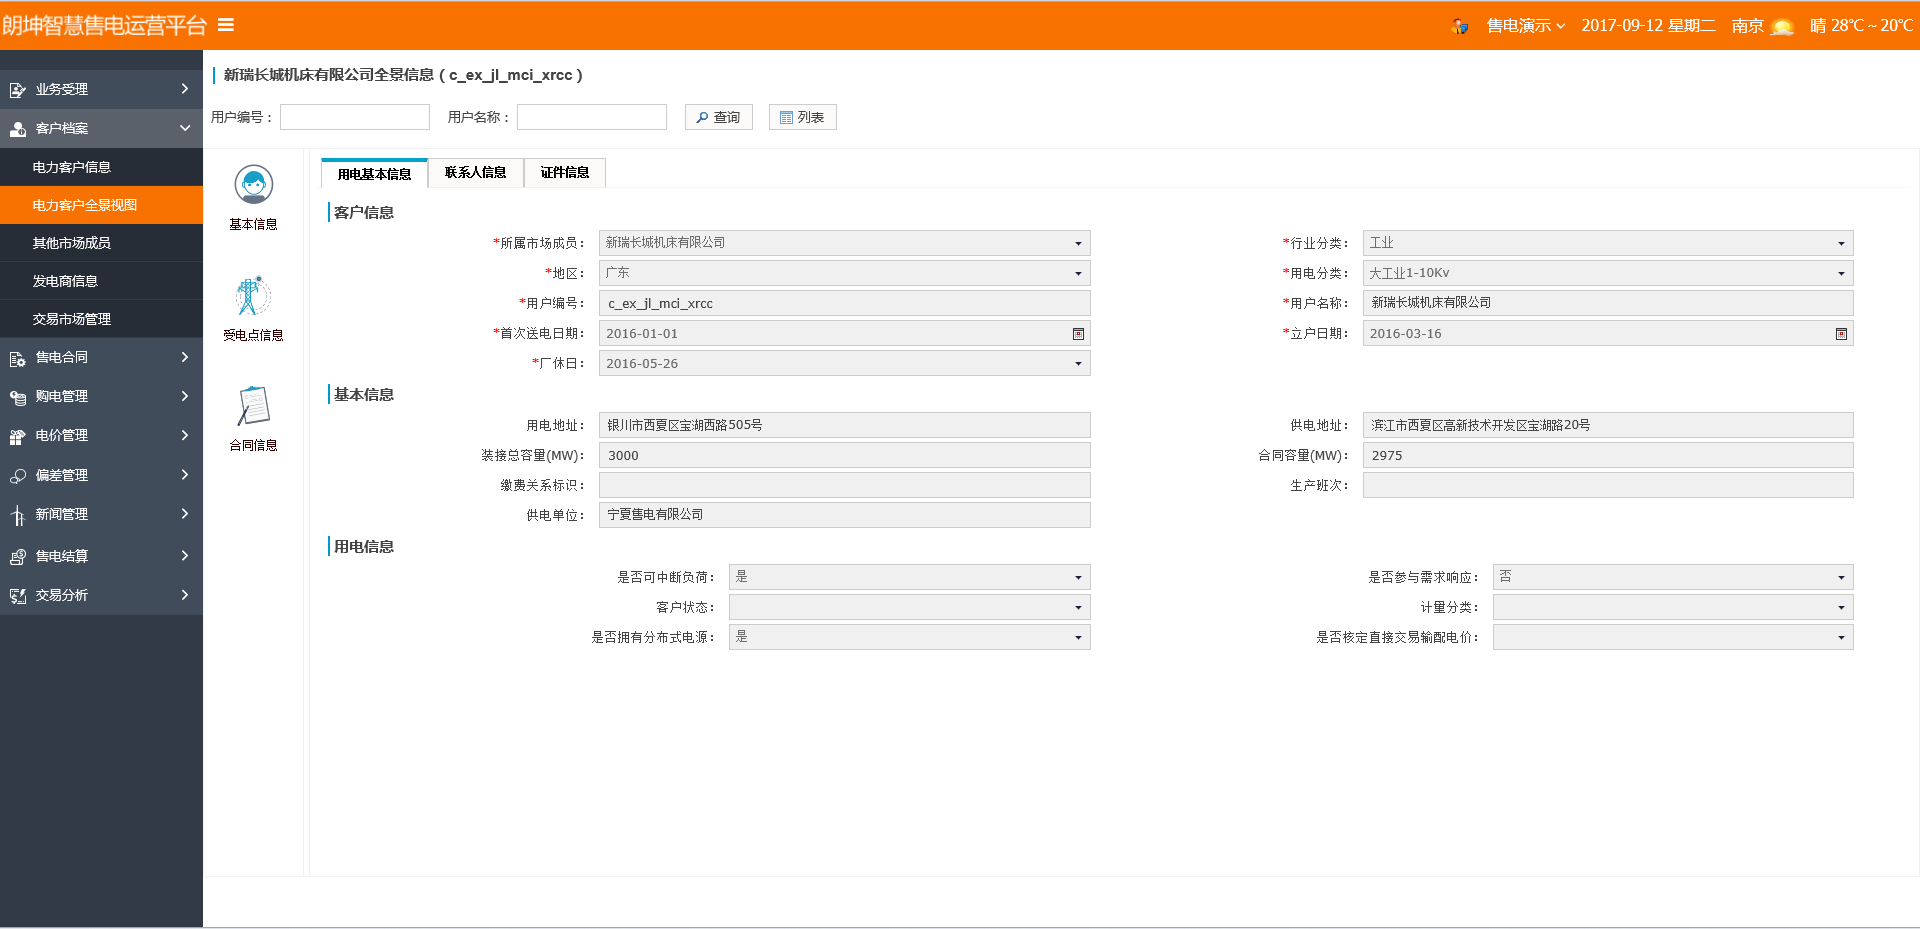 朗坤智慧售电运营平台 售电演示 2017-09-12 星期二 南京 晴 28℃ ~ 20℃
业务受理
客户档案
电力客户信息
电力客户全景视图
其他市场成员
发电商信息
交易市场管理
售电合同
购电管理
电价管理
偏差管理
新闻管理
售电结算
交易分析
新瑞长城机床有限公司全景信息 ( c_ex_jl_mci_xrcc )
用户编号： 用户名称： 查询 列表
基本信息
受电点信息
合同信息
用电基本信息 联系人信息 证件信息
客户信息
*所属市场成员： 新瑞长城机床有限公司 *行业分类： 工业
*地区： 广东 *用电分类： 大工业1-10Kv
*用户编号： c_ex_jl_mci_xrcc *用户名称： 新瑞长城机床有限公司
*首次送电日期： 2016-01-01 *立户日期： 2016-03-16
*厂休日： 2016-05-26
基本信息
用电地址： 银川市西夏区宝湖西路505号 供电地址： 滨江市西夏区高新技术开发区宝湖路20号
装接总容量(MW)： 3000 合同容量(MW)： 2975
缴费关系标识： 生产班次：
供电单位： 宁夏售电有限公司
用电信息
是否可中断负荷： 是 是否参与需求响应： 否
客户状态： 计量分类：
是否拥有分布式电源： 是 是否核定直接交易输配电价：